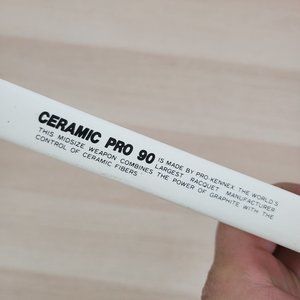 CERAMIC PRO 90 IS MADE BY PRO-KENNEX, THE WORLD'S
LARGEST RACQUET MANUFACTURER
THIS MIDSIZE WEAPON COMBINES THE POWER OF GRAPHITE WITH THE
CONTROL OF CERAMIC FIBERS